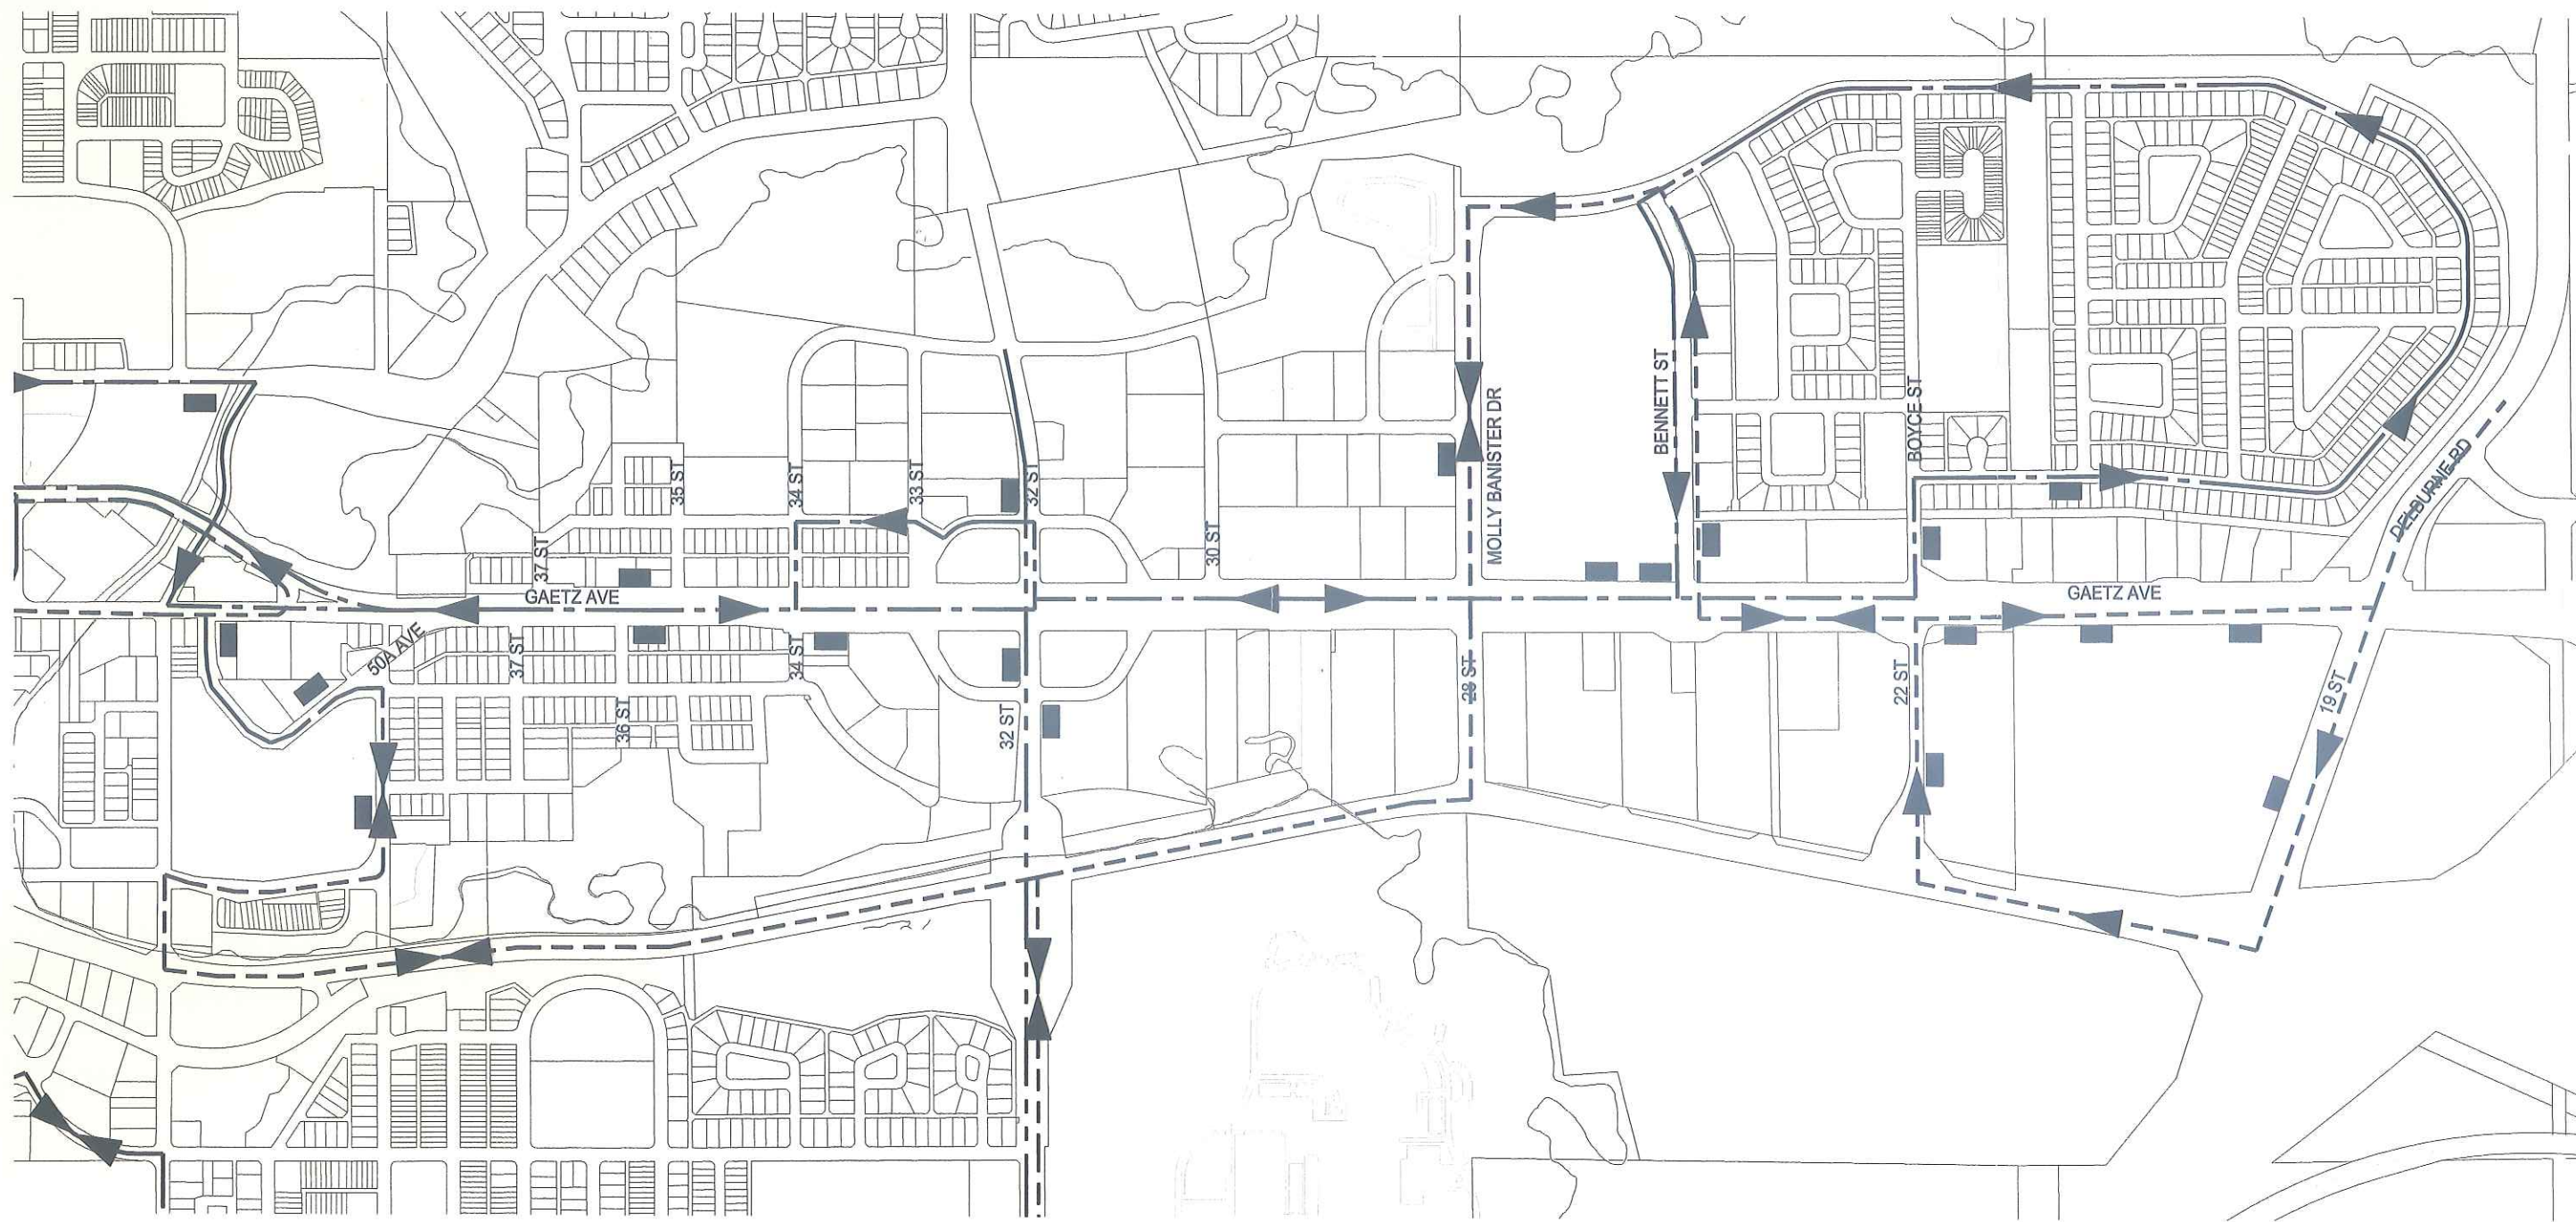 BENNETT ST
BOYCE ST
MOLLY BANISTER DR
DELBURNE RD
35 ST
34 ST
33 ST
32 ST
30 ST
37 ST
GAETZ AVE
GAETZ AVE
50A AVE
37 ST
34 ST
36 ST
32 ST
28 ST
22 ST
19 ST